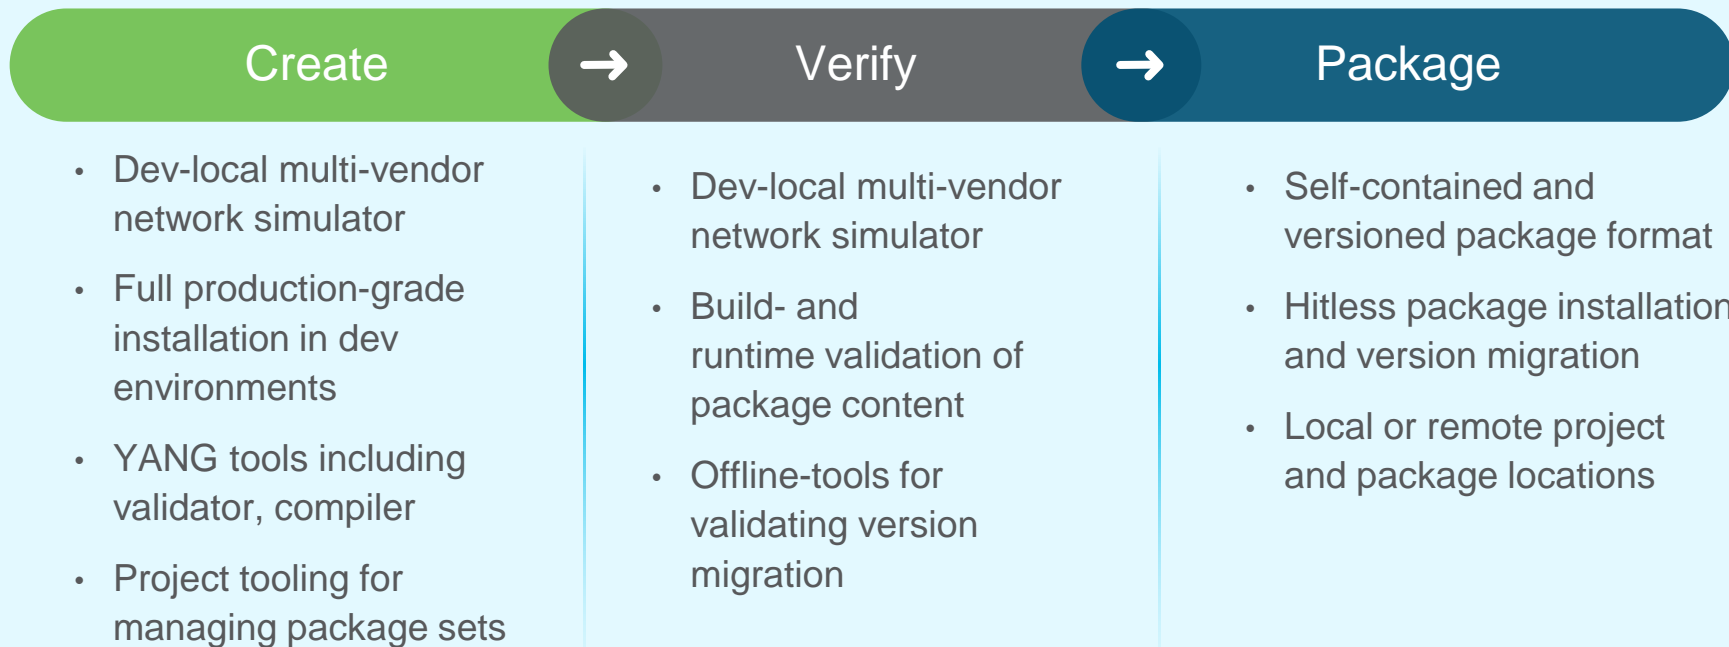 Create → Verify → Package
• Dev-local multi-vendor
network simulator
• Full production-grade
installation in dev
environments
• YANG tools including
validator, compiler
• Project tooling for
managing package sets
• Dev-local multi-vendor
network simulator
• Build- and
runtime validation of
package content
• Offline-tools for
validating version
migration
• Self-contained and
versioned package format
• Hitless package installation
and version migration
• Local or remote project
and package locations